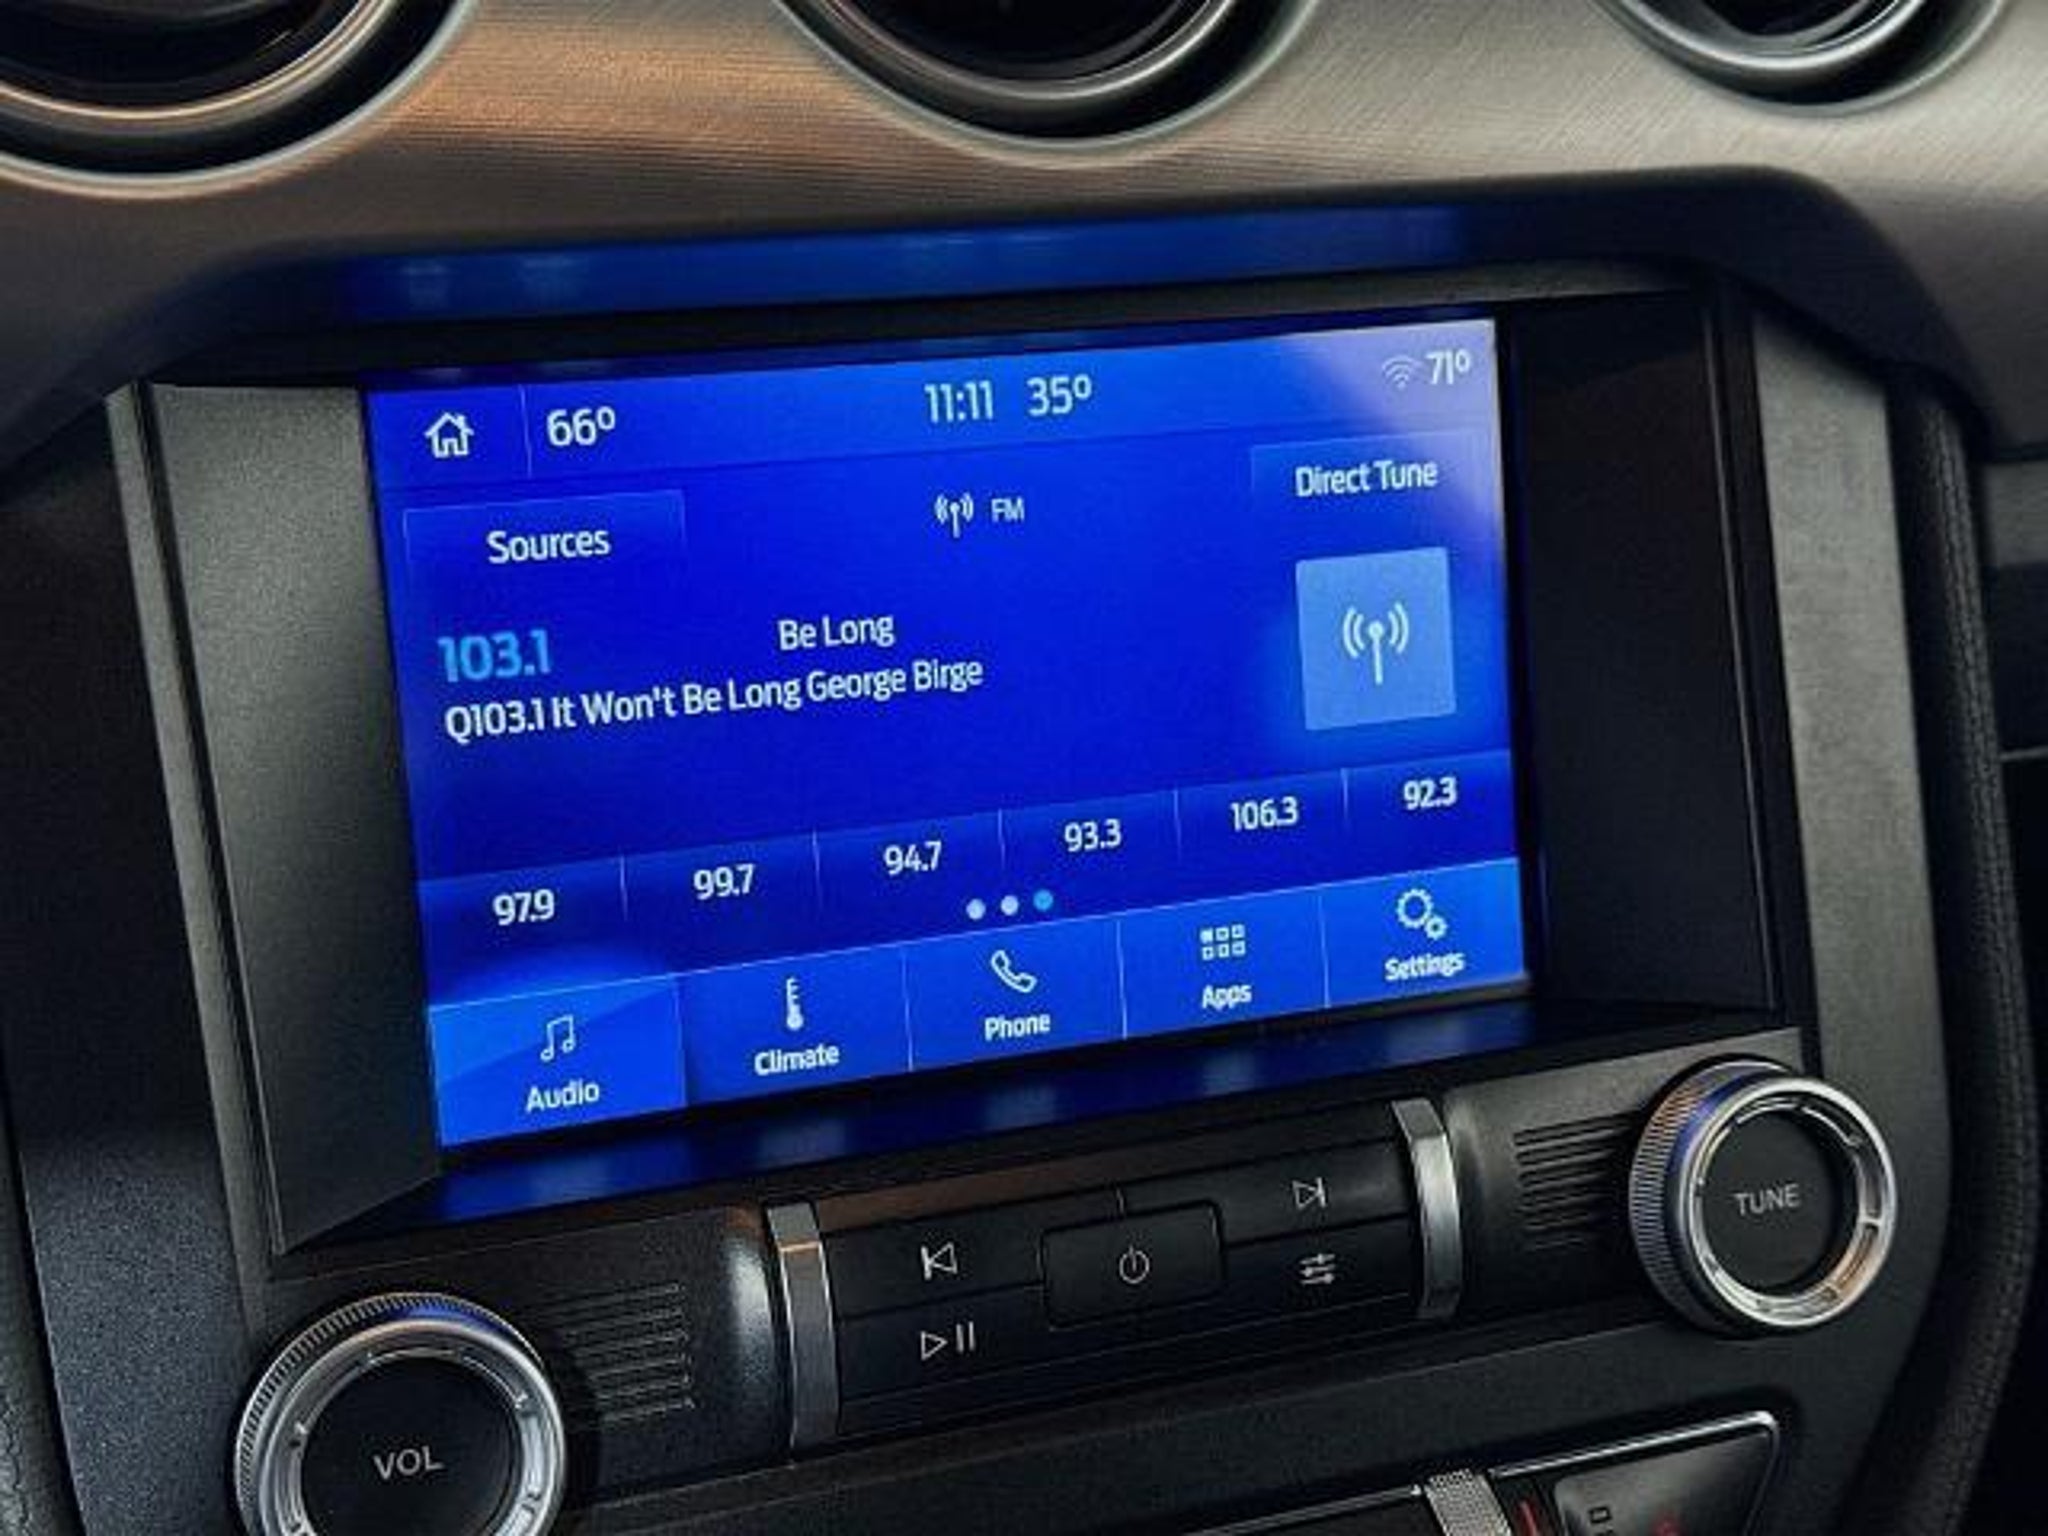 66° 11:11 35° 71°
Sources FM Direct Tune
103.1 Be Long
Q103.1 It Won't Be Long George Birge
97.9 99.7 94.7 93.3 106.3 92.3
Audio Climate Phone Apps Settings
VOL TUNE